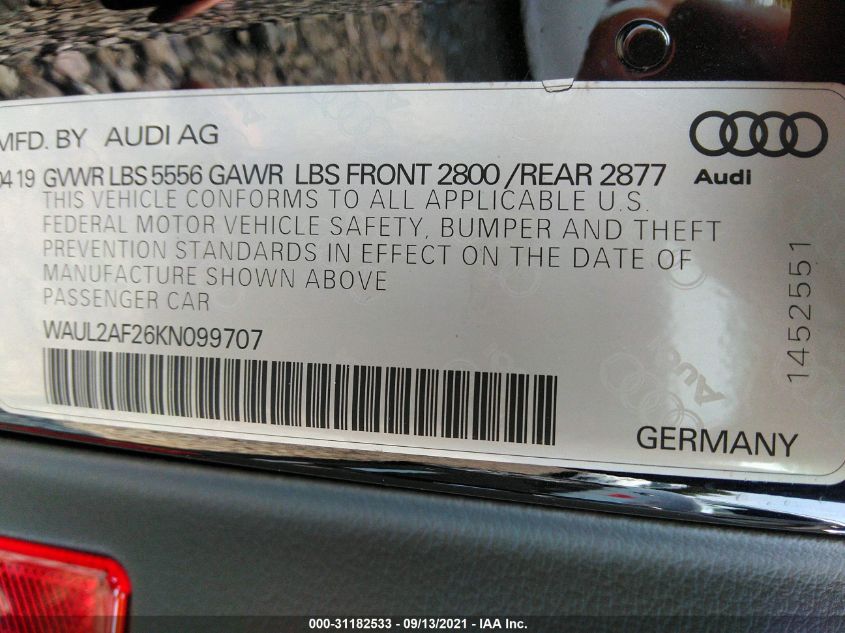 MFD. BY AUDI AG
04 19 GVWR LBS 5556 GAWR LBS FRONT 2800 /REAR 2877
Audi
THIS VEHICLE CONFORMS TO ALL APPLICABLE U.S.
FEDERAL MOTOR VEHICLE SAFETY, BUMPER AND THEFT
PREVENTION STANDARDS IN EFFECT ON THE DATE OF
MANUFACTURE SHOWN ABOVE
PASSENGER CAR
WAUL2AF26KN099707
1452551
Audi
GERMANY
000-31182533 - 09/13/2021 - IAA Inc.